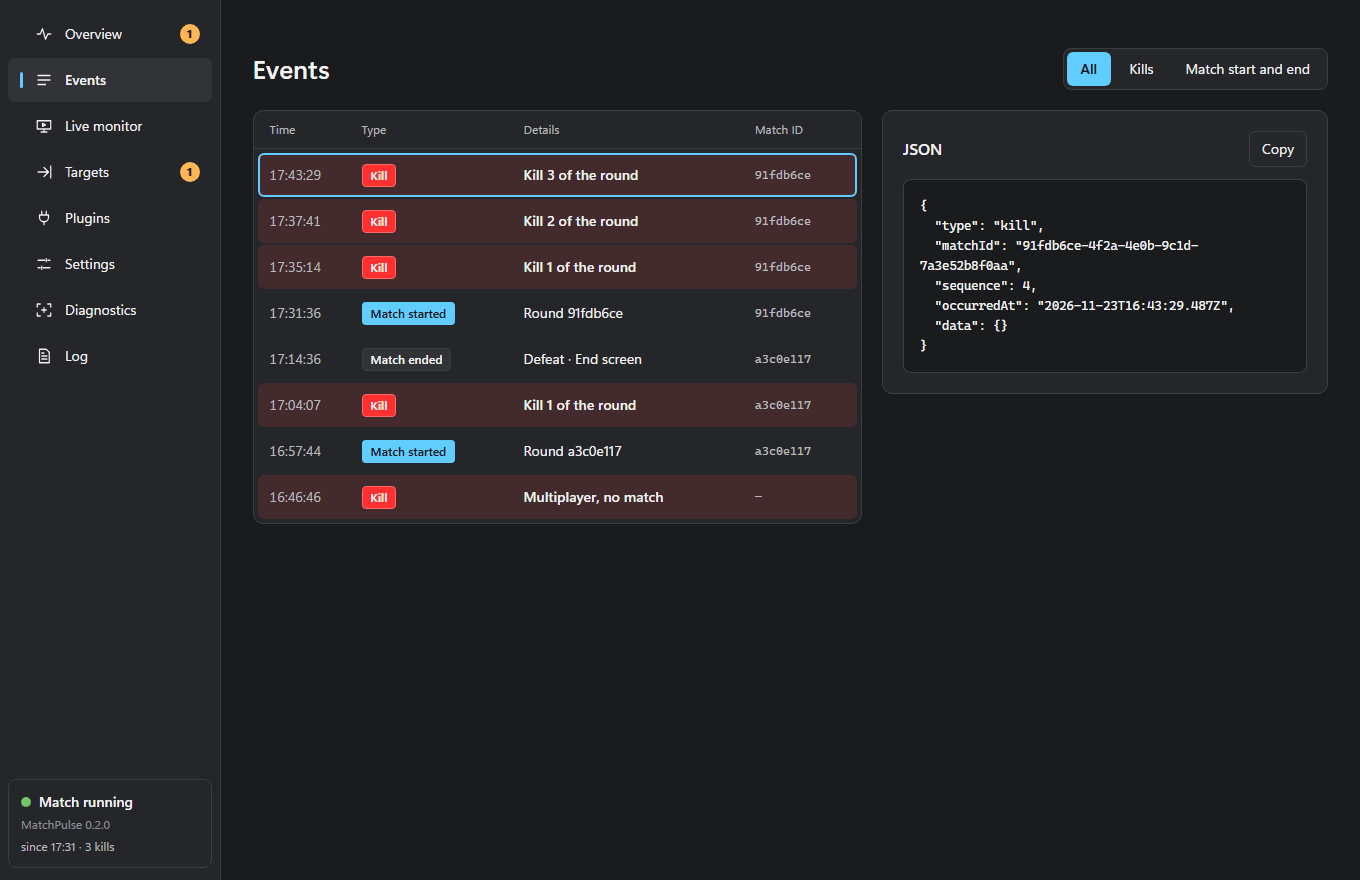 Overview 1
Events
Live monitor
Targets 1
Plugins
Settings
Diagnostics
Log
Match running
MatchPulse 0.2.0
since 17:31 · 3 kills
Events
All Kills Match start and end
Time Type Details Match ID
17:43:29 Kill Kill 3 of the round 91fdb6ce
17:37:41 Kill Kill 2 of the round 91fdb6ce
17:35:14 Kill Kill 1 of the round 91fdb6ce
17:31:36 Match started Round 91fdb6ce 91fdb6ce
17:14:36 Match ended Defeat · End screen a3c0e117
17:04:07 Kill Kill 1 of the round a3c0e117
16:57:44 Match started Round a3c0e117 a3c0e117
16:46:46 Kill Multiplayer, no match –
JSON Copy
{
"type": "kill",
"matchId": "91fdb6ce-4f2a-4e0b-9c1d-
7a3e52b8f0aa",
"sequence": 4,
"occurredAt": "2026-11-23T16:43:29.487Z",
"data": {}
}